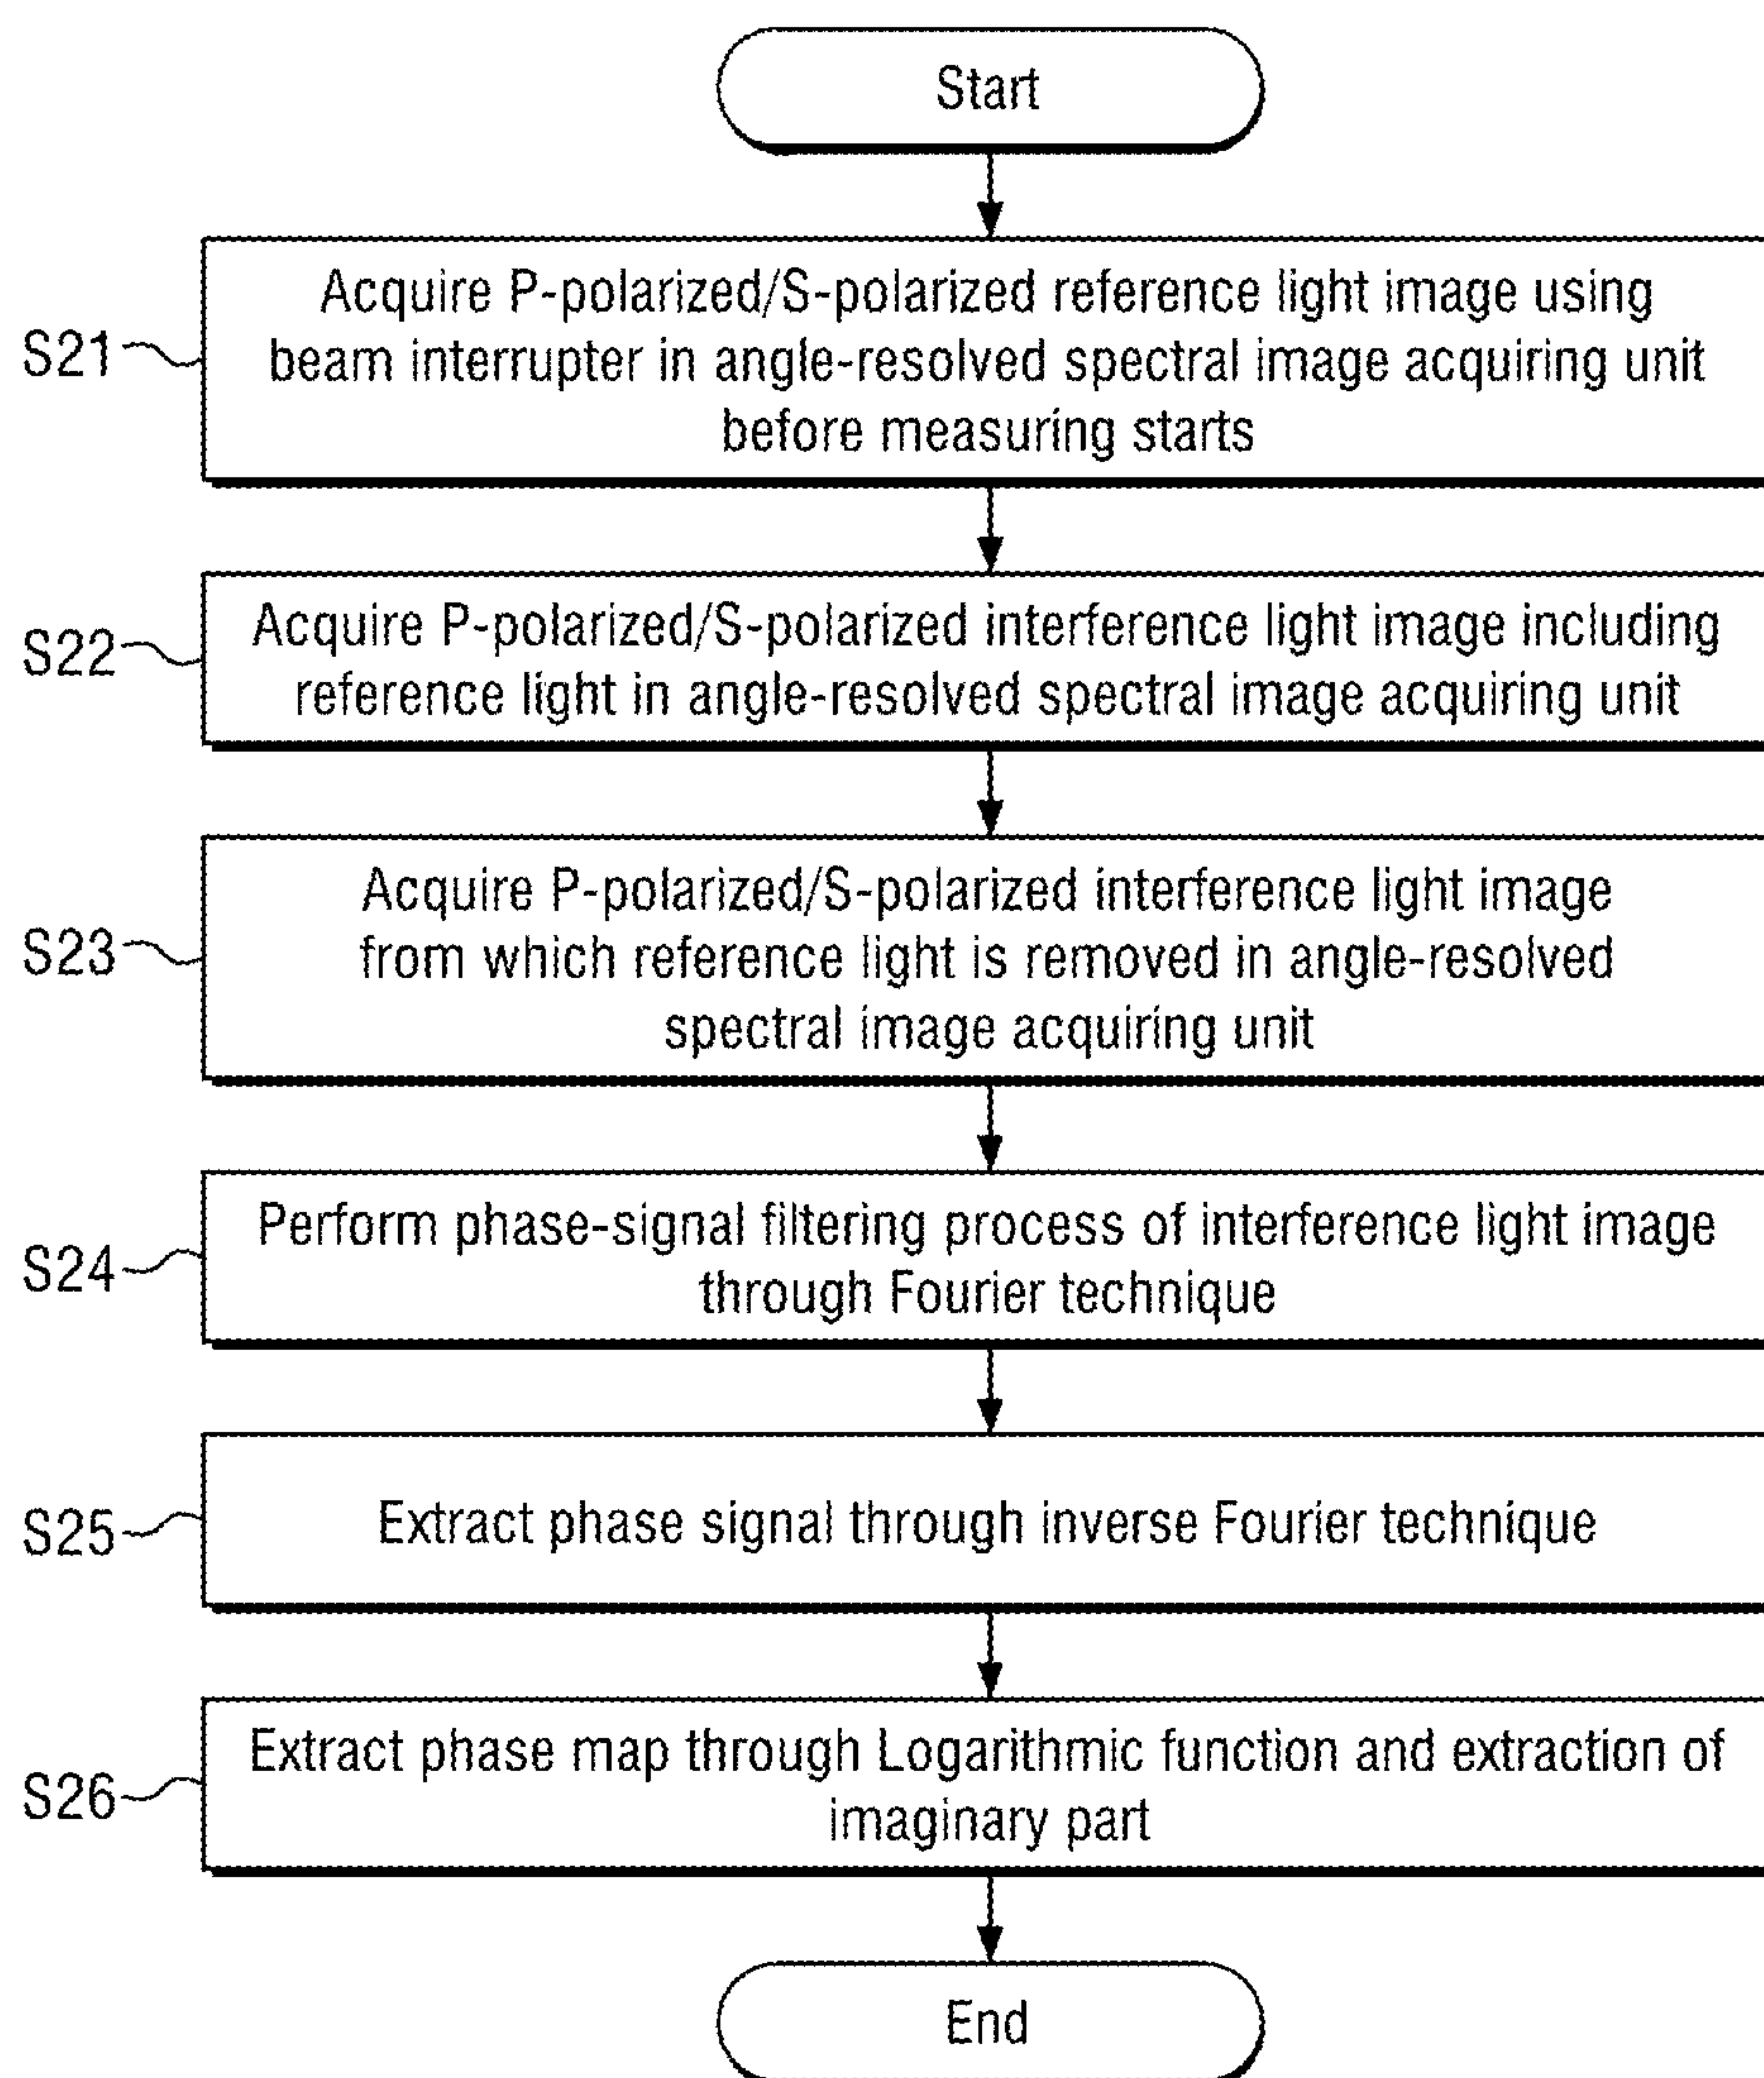 Start
S21
Acquire P-polarized/S-polarized reference light image using
beam interrupter in angle-resolved spectral image acquiring unit
before measuring starts
S22
Acquire P-polarized/S-polarized interference light image including
reference light in angle-resolved spectral image acquiring unit
S23
Acquire P-polarized/S-polarized interference light image
from which reference light is removed in angle-resolved
spectral image acquiring unit
S24
Perform phase-signal filtering process of interference light image
through Fourier technique
S25
Extract phase signal through inverse Fourier technique
S26
Extract phase map through Logarithmic function and extraction of
imaginary part
End